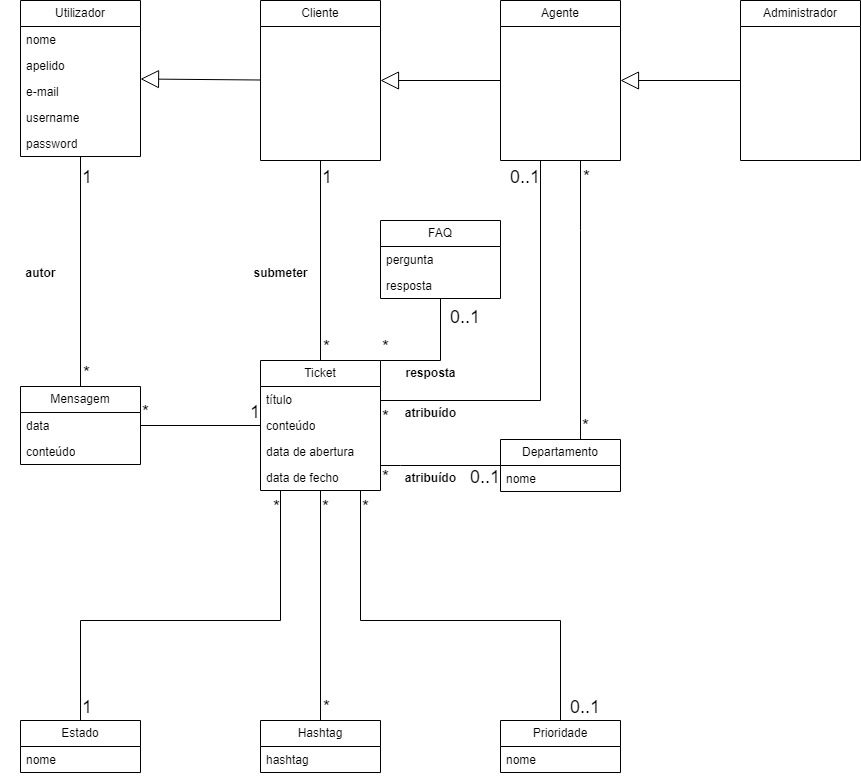 Utilizador
nome
apelido
e-mail
username
password
Cliente
Agente
Administrador
1
1
0..1
*
autor
submeter
FAQ
pergunta
resposta
0..1
*
*
*
Mensagem
data
conteúdo
*
1
Ticket
título
conteúdo
data de abertura
data de fecho
resposta
*
atribuído
*
atribuído
0..1
*
Departamento
nome
*
*
*
1
*
0..1
Estado
nome
Hashtag
hashtag
Prioridade
nome